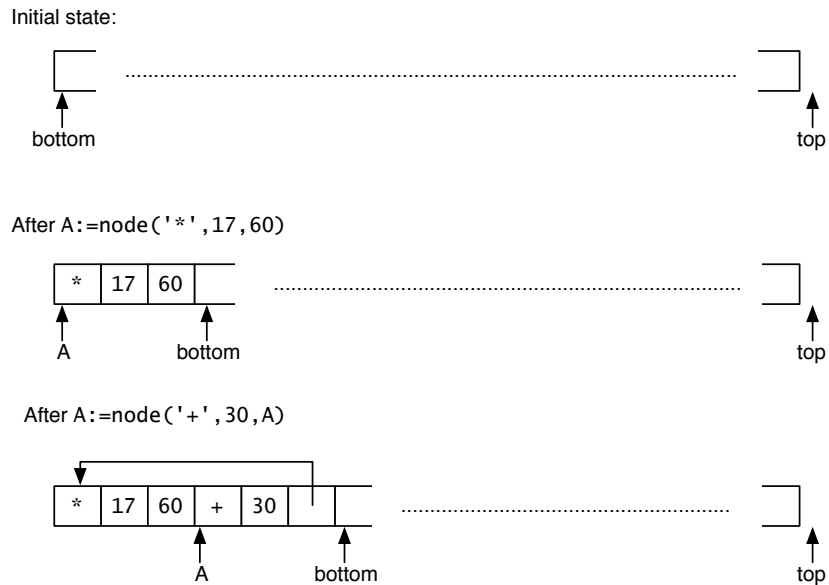 Initial state:
bottom top
After A:=node('*',17,60)
* 17 60
A bottom top
After A:=node('+',30,A)
* 17 60 + 30
A bottom top